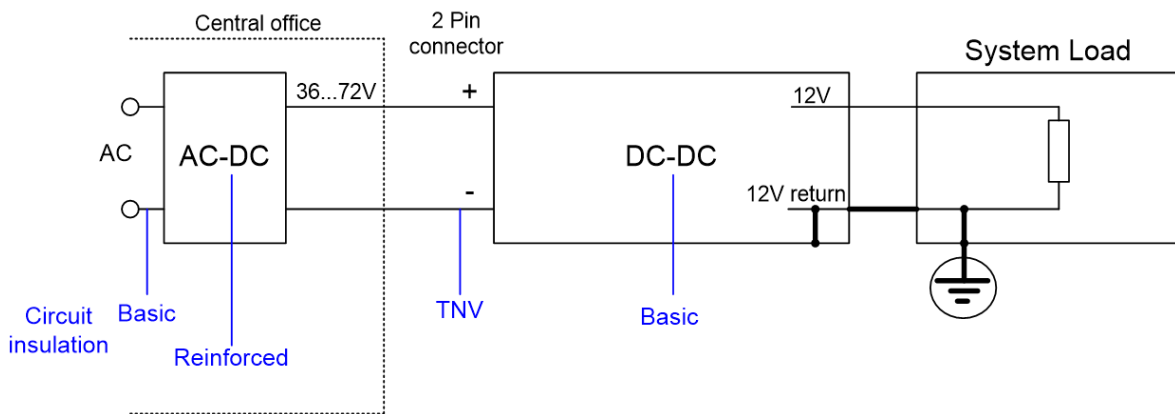 Central office
2 Pin
connector
System Load
36...72V
+
12V
AC
AC-DC
DC-DC
-
12V return
Circuit
insulation
Basic
TNV
Basic
Reinforced